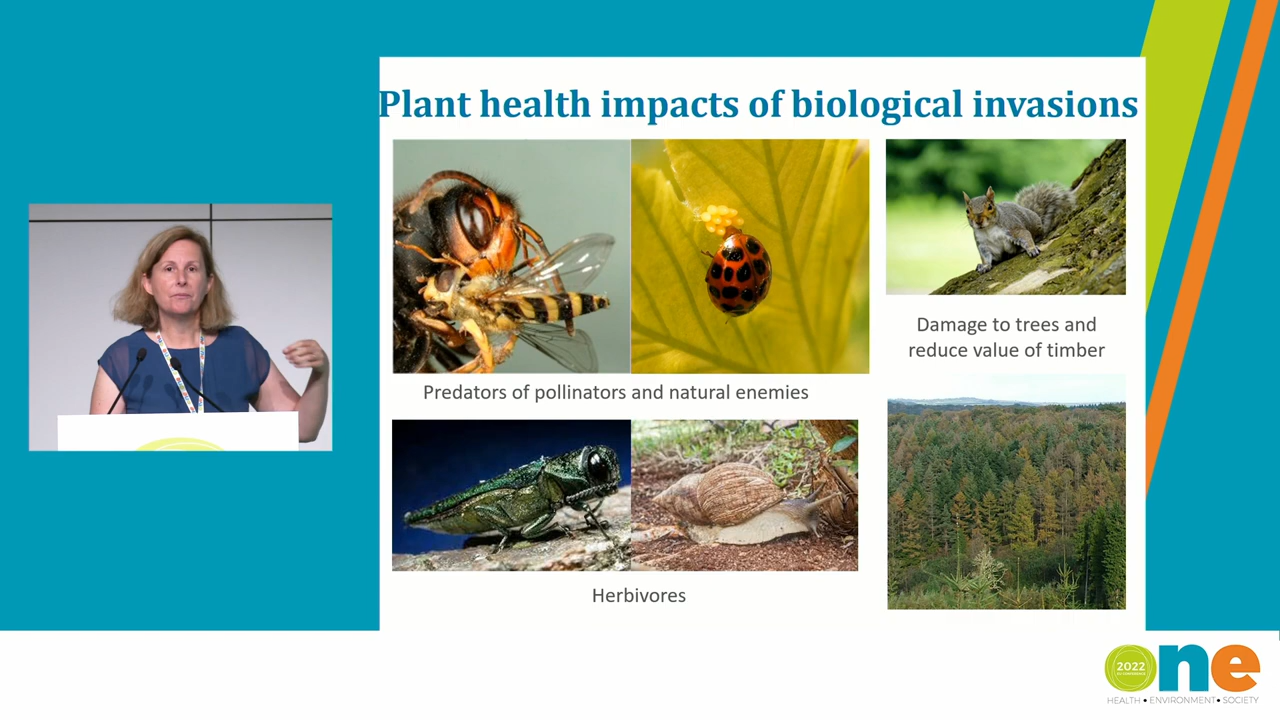 Plant health impacts of biological invasions
Predators of pollinators and natural enemies
Damage to trees and
reduce value of timber
Herbivores
2022
one
HEALTH • ENVIRONMENT • SOCIETY